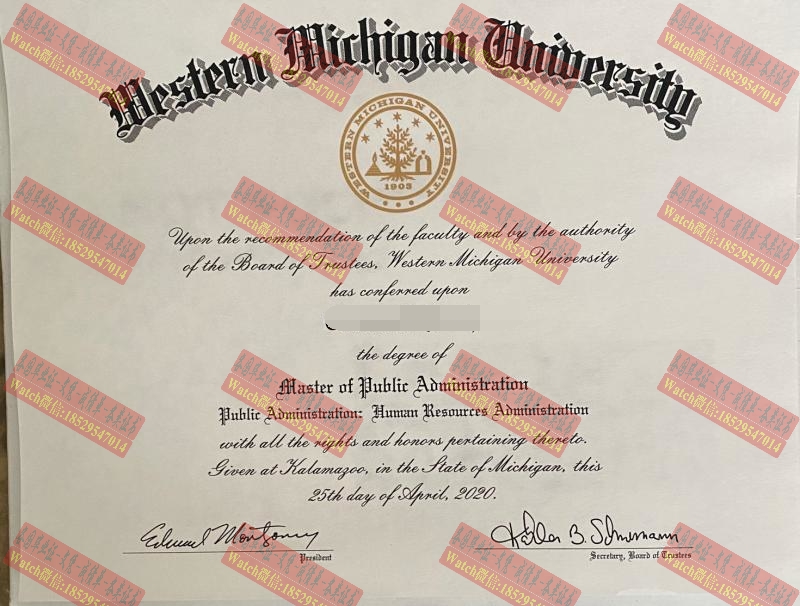 Western Michigan University
WESTERN MICHIGAN UNIVERSITY
1903
Upon the recommendation of the faculty and by the authority
of the Board of Trustees, Western Michigan University
has conferred upon
the degree of
Master of Public Administration
Public Administration: Human Resources Administration
with all the rights and honors pertaining thereto.
Given at Kalamazoo, in the State of Michigan, this
25th day of April, 2020.
Edward Montgomery
President
Secretary, Board of Trustees
Watch微信:18529547014